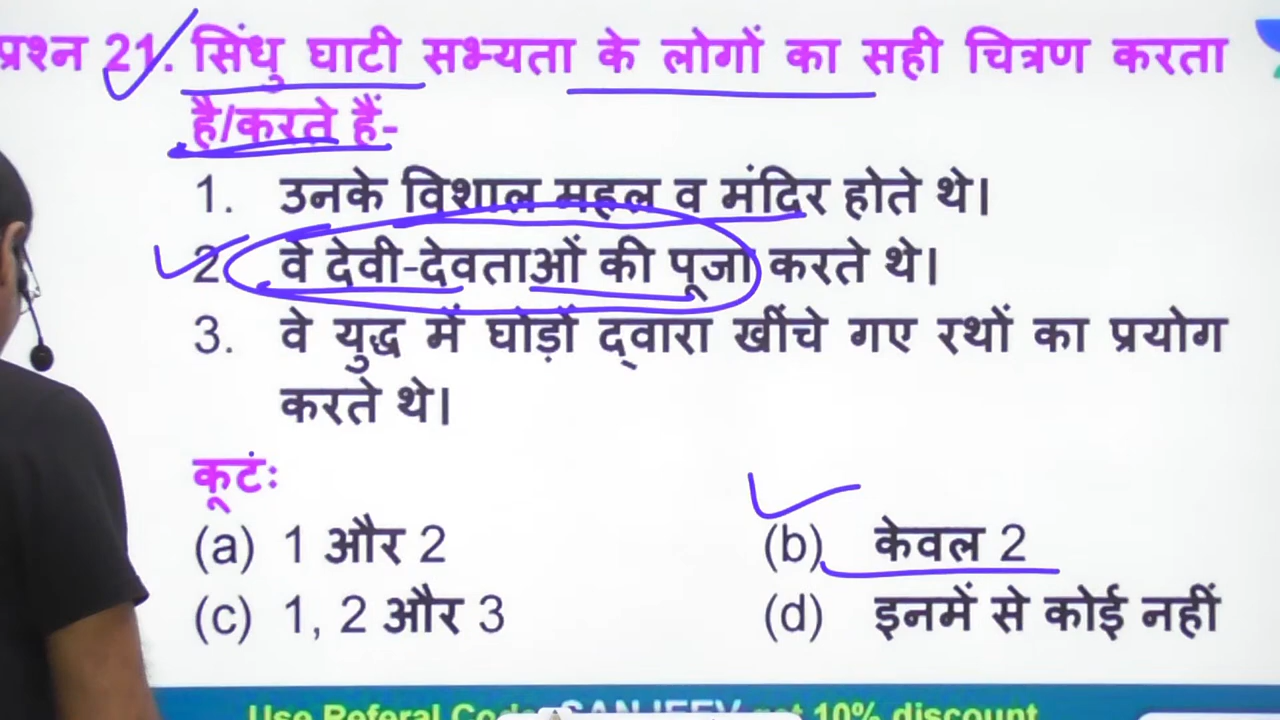 प्रश्न 21. सिंधु घाटी सभ्यता के लोगों का सही चित्रण करता
है/करते हैं-
1. उनके विशाल महल व मंदिर होते थे।
2. वे देवी-देवताओं की पूजा करते थे।
3. वे युद्ध में घोड़ों द्वारा खींचे गए रथों का प्रयोग
करते थे।
कूटः
(a) 1 और 2 (b) केवल 2
(c) 1, 2 और 3 (d) इनमें से कोई नहीं
Use Referal Code SANJEEV get 10% discount